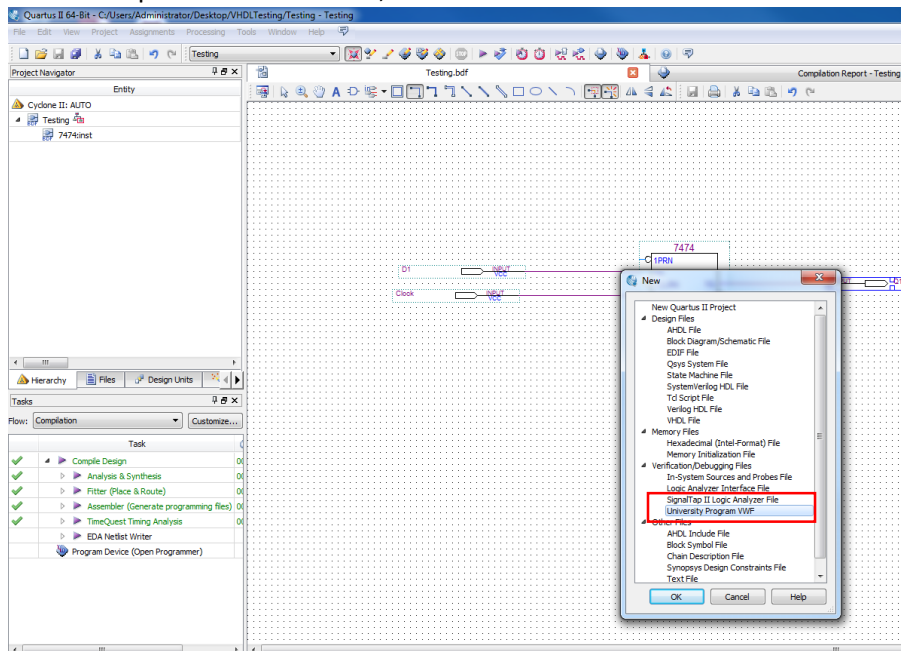 Quartus II 64-Bit - C:/Users/Administrator/Desktop/VHDLTesting/Testing - Testing
File Edit View Project Assignments Processing Tools Window Help
Testing
Project Navigator
Testing.bdf
Compilation Report - Testing
Entity
Cyclone II: AUTO
Testing
7474:inst
7474
1PRN
D1
INPUT
VCC
Clock
INPUT
VCC
Hierarchy Files Design Units
Tasks
Flow: Compilation Customize...
Task
Compile Design
Analysis & Synthesis
Fitter (Place & Route)
Assembler (Generate programming files)
TimeQuest Timing Analysis
EDA Netlist Writer
Program Device (Open Programmer)
New
New Quartus II Project
Design Files
AHDL File
Block Diagram/Schematic File
EDIF File
Qsys System File
State Machine File
SystemVerilog HDL File
Tcl Script File
Verilog HDL File
VHDL File
Memory Files
Hexadecimal (Intel-Format) File
Memory Initialization File
Verification/Debugging Files
In-System Sources and Probes File
Logic Analyzer Interface File
SignalTap II Logic Analyzer File
University Program VWF
Other Files
AHDL Include File
Block Symbol File
Chain Description File
Synopsys Design Constraints File
Text File
OK Cancel Help